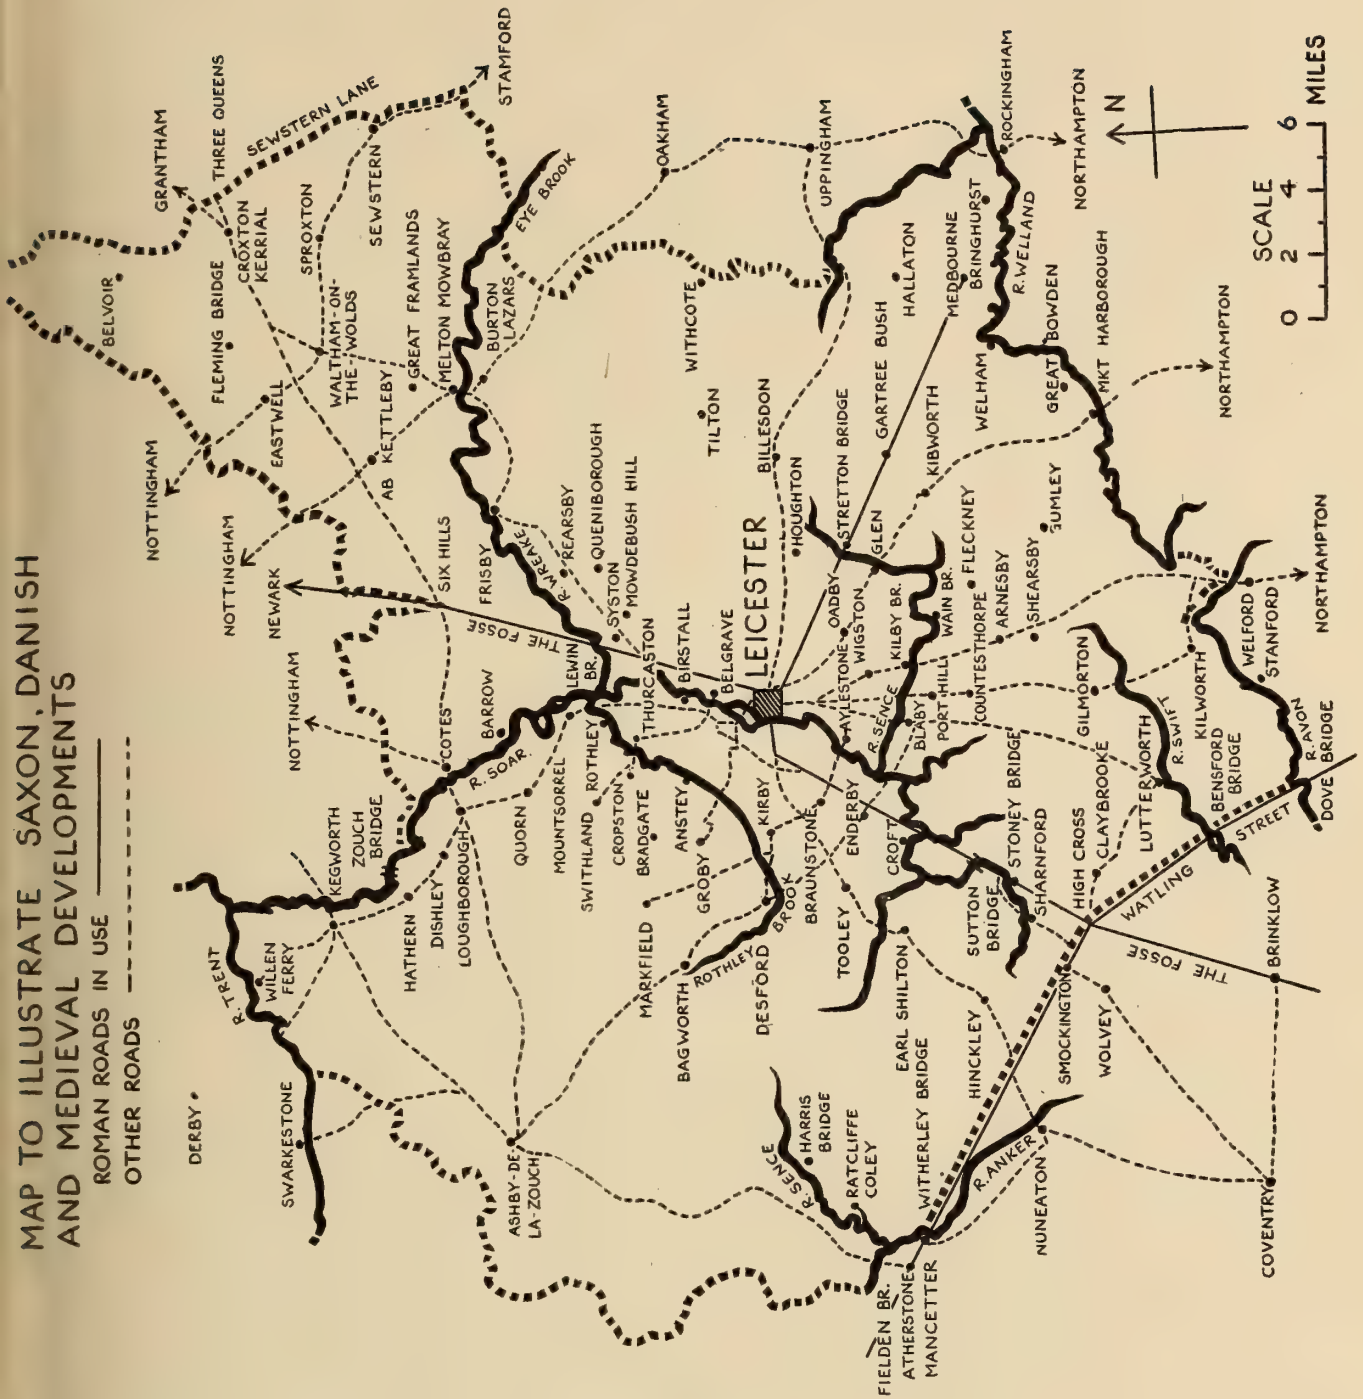 MAP TO ILLUSTRATE SAXON, DANISH
AND MEDIEVAL DEVELOPMENTS
ROMAN ROADS IN USE
OTHER ROADS
DERBY
SWARKESTONE
R. TRENT
WILLEN
FERRY
KEGWORTH
ZOUCH
BRIDGE
HATHERN
DISHLEY
LOUGHBOROUGH
COTES
BARROW
R. SOAR.
QUORN
MOUNTSORREL
ROTHLEY
SWITHLAND
CROPSTON
BRADGATE
ANSTEY
GROBY
THURCASTON
LEWIN
BR.
NOTTINGHAM
NEWARK
NOTTINGHAM
NOTTINGHAM
GRANTHAM
THREE QUEENS
SEWSTERN LANE
STAMFORD
BELVOIR
FLEMING BRIDGE
CROXTON
KERRIAL
SPROXTON
SEWSTERN
EASTWELL
WALTHAM-ON-
THE-WOLDS
GREAT FRAMLANDS
AB KETTLEBY
MELTON MOWBRAY
EYE BROOK
BURTON
LAZARS
OAKHAM
SIX HILLS
FRISBY
THE FOSSE
R. WREAKE
REARSBY
QUENIBOROUGH
SYSTON
MOWDEBUSH HILL
BIRSTALL
BELGRAVE
LEICESTER
WITHCOTE
TILTON
BILLESDON
HOUGHTON
UPPINGHAM
ROCKINGHAM
NORTHAMPTON
N
SCALE
0 2 4 6 MILES
BRINGHURST
MEDBOURNE
R. WELLAND
HALLATON
GARTREE BUSH
STRETTON BRIDGE
KIBWORTH
WELHAM
GREAT BOWDEN
MKT HARBOROUGH
NORTHAMPTON
GLEN
OADBY
WIGSTON
AYLESTONE
KILBY BR.
WAIN BR.
FLECKNEY
GUMLEY
ARNESBY
SHEARSBY
COUNTESTHORPE
PORT HILL
BLABY
R. SENCE
ENDERBY
BRAUNSTONE
KIRBY
MARKFIELD
BAGWORTH
ROTHLEY
BROOK
DESFORD
TOOLEY
CROFT
EARL SHILTON
STONEY BRIDGE
SUTTON
BRIDGE
SHARNFORD
HIGH CROSS
CLAYBROOKE
LUTTERWORTH
GILMORTON
R. SWIFT
KILWORTH
BENSFORD
BRIDGE
WELFORD
STANFORD
NORTHAMPTON
R. AVON
DOVE BRIDGE
WATLING
STREET
THE FOSSE
BRINKLOW
SMOCKINGTON
WOLVEY
HINCKLEY
ASHBY-DE-
LA-ZOUCH
R. SENCE
HARRIS
BRIDGE
RATCLIFFE
COLEY
WITHERLEY BRIDGE
R. ANKER
NUNEATON
COVENTRY
FIELDEN BR.
ATHERSTONE
MANCETTER